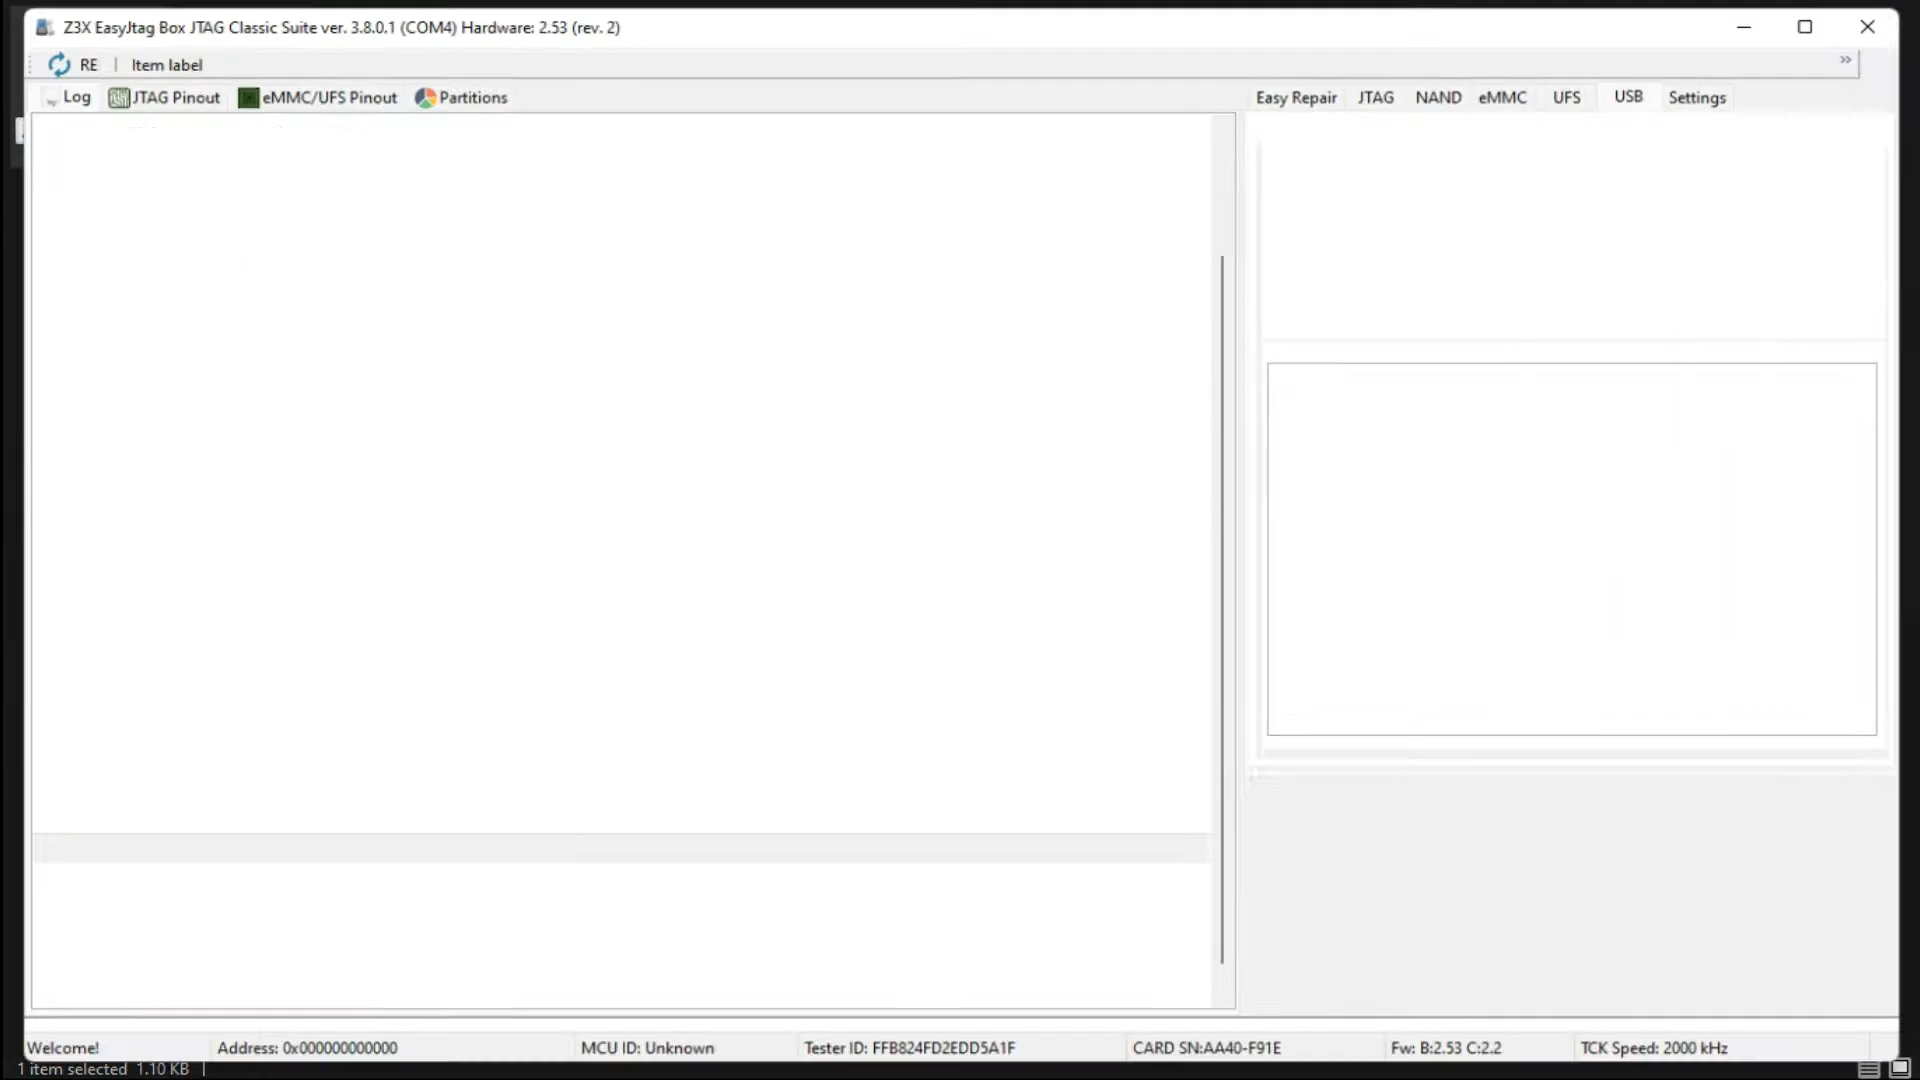 Z3X EasyJtag Box JTAG Classic Suite ver. 3.8.0.1 (COM4) Hardware: 2.53 (rev. 2)
RE | Item label »
Log JTAG Pinout eMMC/UFS Pinout Partitions Easy Repair JTAG NAND eMMC UFS USB Settings
Welcome! Address: 0x000000000000 MCU ID: Unknown Tester ID: FFB824FD2EDD5A1F CARD SN:AA40-F91E Fw: B:2.53 C:2.2 TCK Speed: 2000 kHz
1 item selected 1.10 KB |